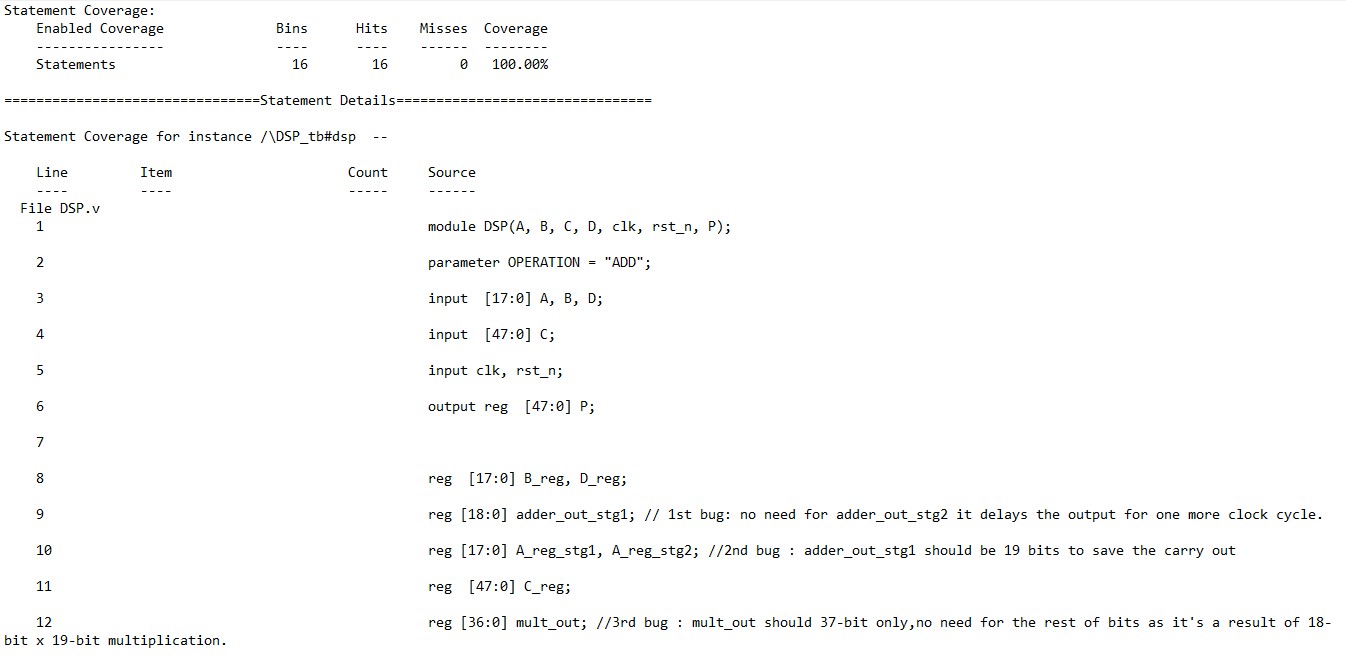 Statement Coverage:
    Enabled Coverage              Bins      Hits    Misses  Coverage
    ----------------              ----      ----    ------  --------
    Statements                      16        16         0   100.00%
================================Statement Details================================
Statement Coverage for instance /\DSP_tb#dsp  --
    Line         Item                      Count     Source
    ----         ----                      -----     ------
  File DSP.v
    1                                                module DSP(A, B, C, D, clk, rst_n, P);
    2                                                parameter OPERATION = "ADD";
    3                                                input  [17:0] A, B, D;
    4                                                input  [47:0] C;
    5                                                input clk, rst_n;
    6                                                output reg  [47:0] P;
    7
    8                                                reg  [17:0] B_reg, D_reg;
    9                                                reg [18:0] adder_out_stg1; // 1st bug: no need for adder_out_stg2 it delays the output for one more clock cycle.
    10                                               reg [17:0] A_reg_stg1, A_reg_stg2; //2nd bug : adder_out_stg1 should be 19 bits to save the carry out
    11                                               reg  [47:0] C_reg;
    12                                               reg [36:0] mult_out; //3rd bug : mult_out should 37-bit only,no need for the rest of bits as it's a result of 18-
bit x 19-bit multiplication.